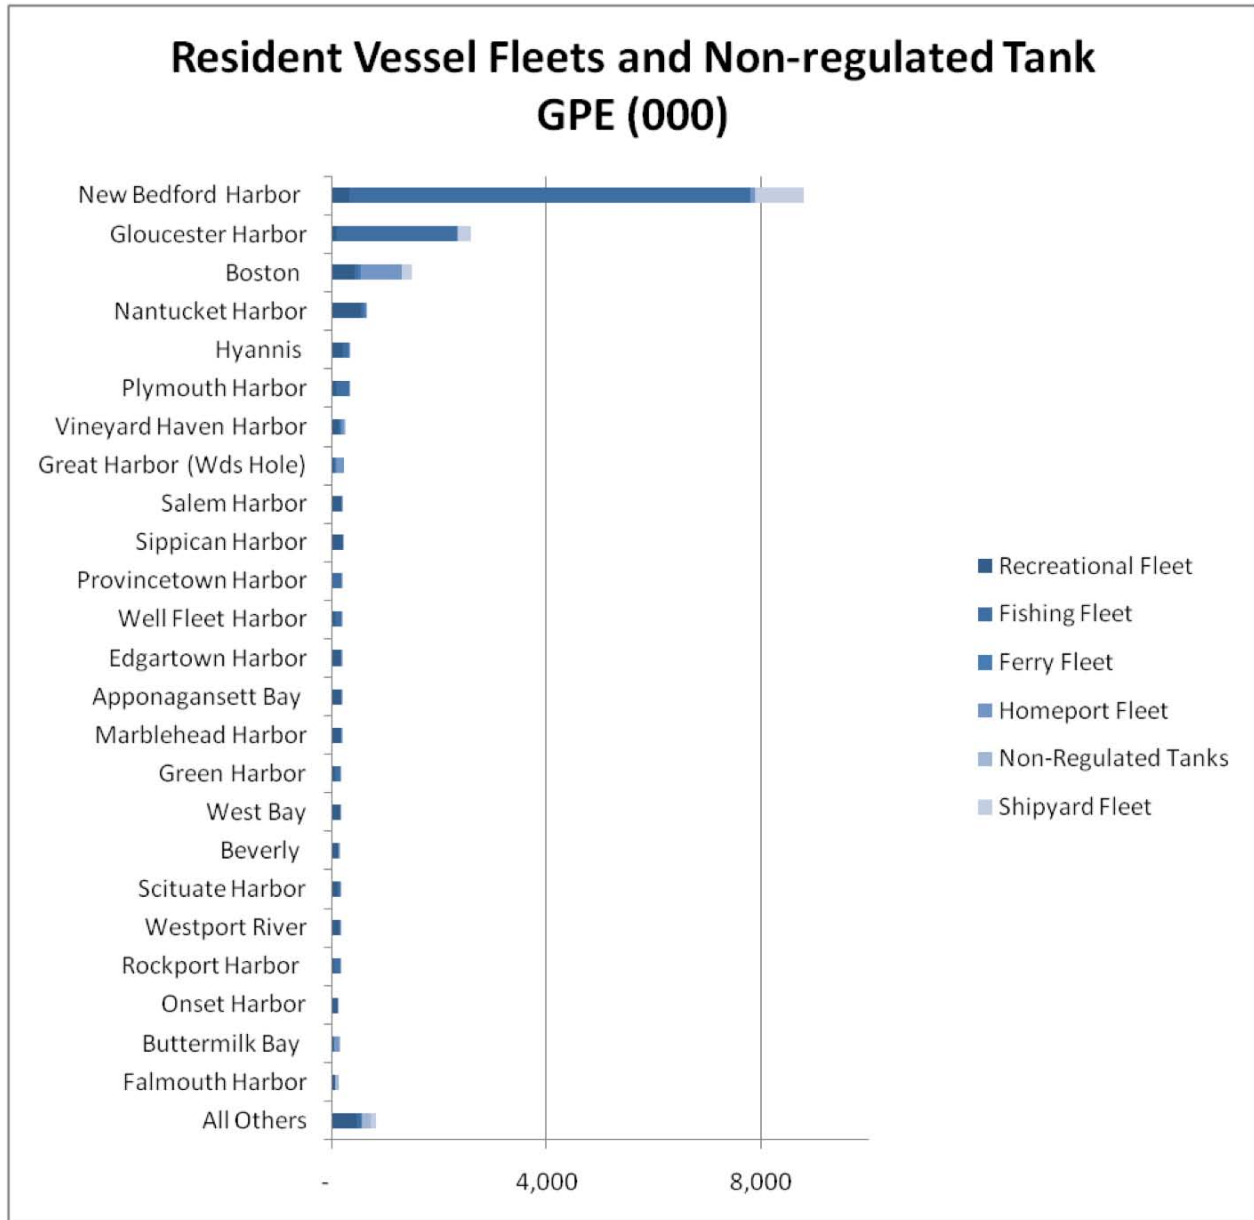 Resident Vessel Fleets and Non-regulated Tank
GPE (000)
New Bedford Harbor
Gloucester Harbor
Boston
Nantucket Harbor
Hyannis
Plymouth Harbor
Vineyard Haven Harbor
Great Harbor (Wds Hole)
Salem Harbor
Sippican Harbor
Provincetown Harbor
Well Fleet Harbor
Edgartown Harbor
Apponagansett Bay
Marblehead Harbor
Green Harbor
West Bay
Beverly
Scituate Harbor
Westport River
Rockport Harbor
Onset Harbor
Buttermilk Bay
Falmouth Harbor
All Others
- 4,000 8,000
Recreational Fleet
Fishing Fleet
Ferry Fleet
Homeport Fleet
Non-Regulated Tanks
Shipyard Fleet